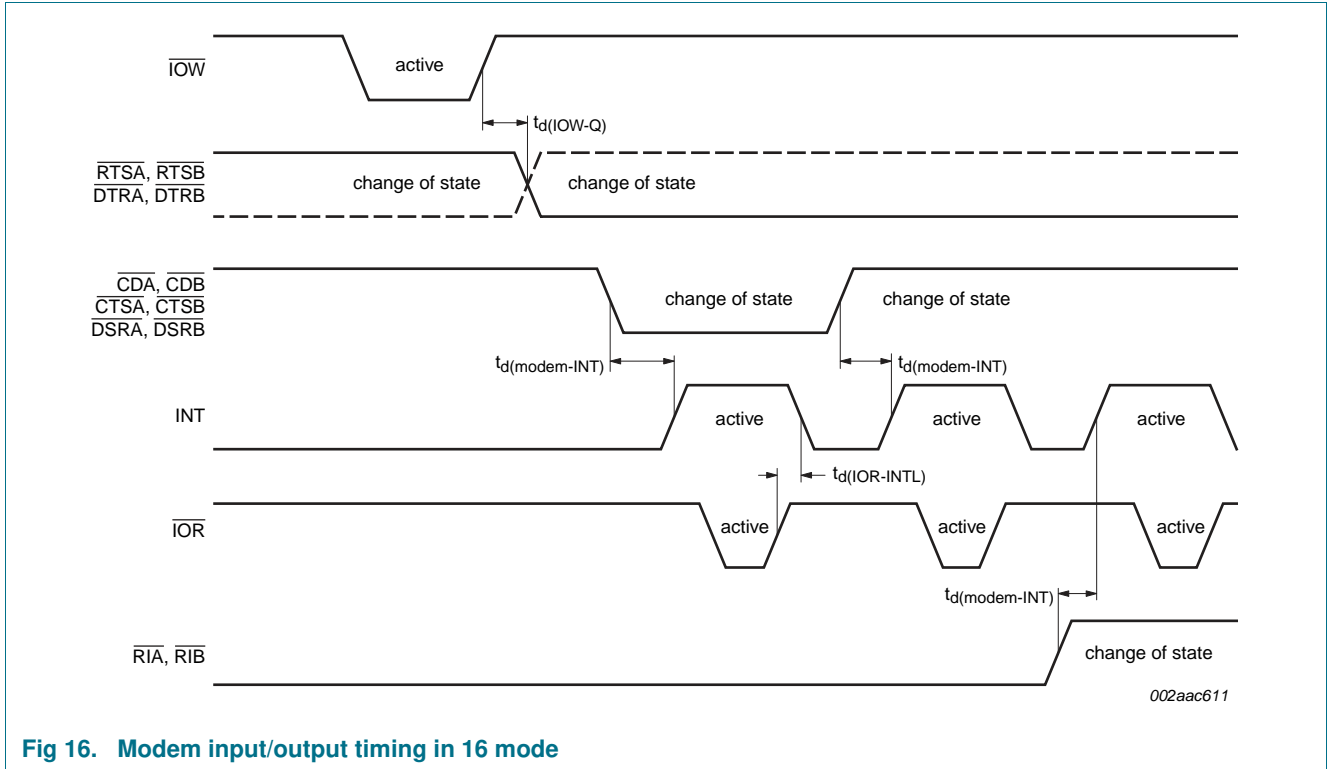 IOW
active
td(IOW-Q)
RTSA, RTSB
DTRA, DTRB
change of state
change of state
CDA, CDB
CTSA, CTSB
DSRA, DSRB
change of state
change of state
td(modem-INT)
td(modem-INT)
INT
active
active
active
td(IOR-INTL)
IOR
active
active
active
td(modem-INT)
RIA, RIB
change of state
002aac611
Fig 16. Modem input/output timing in 16 mode